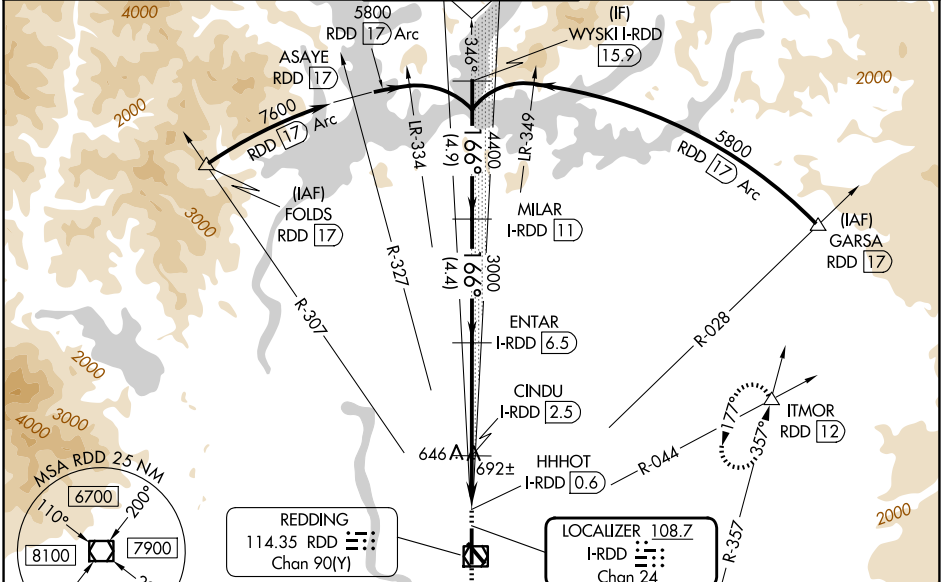 4000
5800
RDD 17 Arc
(IF)
WYSKI I-RDD
15.9
346°
ASAYE
RDD 17
2000
2000
7600
RDD 17 Arc
LR-334
LR-349
166°
(4.9)
4400
5800
RDD 17 Arc
(IAF)
FOLDS
RDD 17
3000
MILAR
I-RDD 11
(IAF)
GARSA
RDD 17
R-327
166°
(4.4)
3000
R-307
ENTAR
I-RDD 6.5
R-028
2000
3000
4000
CINDU
I-RDD 2.5
177°
357°
ITMOR
RDD 12
646
692±
HHHOT
I-RDD 0.6
R-044
R-357
2000
MSA RDD 25 NM
6700
110°
200°
8100
7900
REDDING
114.35 RDD
Chan 90(Y)
LOCALIZER 108.7
I-RDD
Chan 24